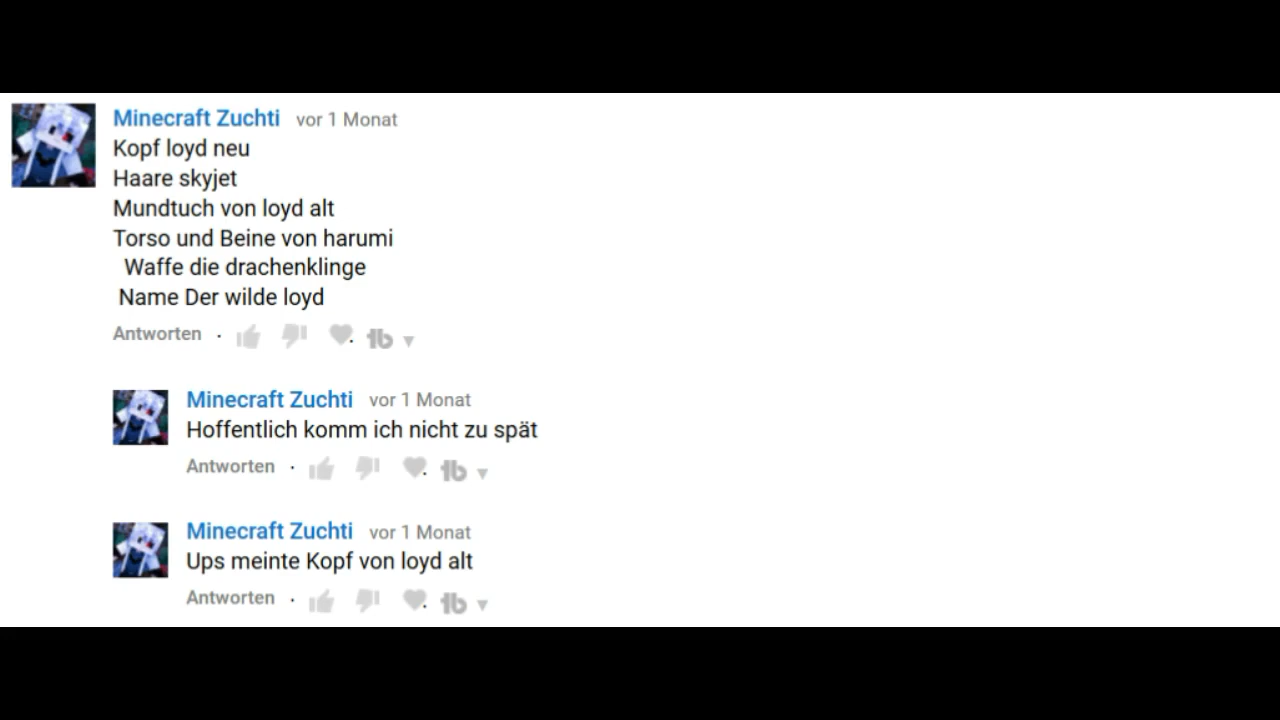 Minecraft Zuchti vor 1 Monat
Kopf loyd neu
Haare skyjet
Mundtuch von loyd alt
Torso und Beine von harumi
Waffe die drachenklinge
Name Der wilde loyd
Antworten ·
Minecraft Zuchti vor 1 Monat
Hoffentlich komm ich nicht zu spät
Antworten ·
Minecraft Zuchti vor 1 Monat
Ups meinte Kopf von loyd alt
Antworten ·